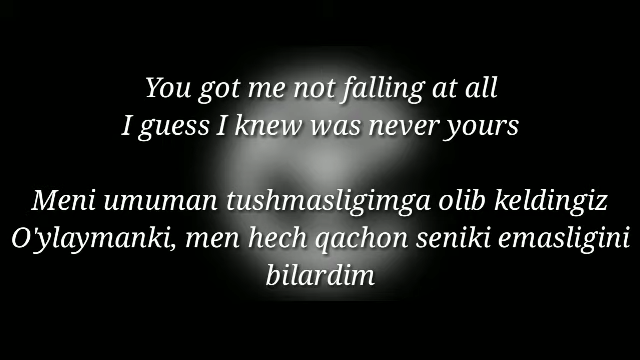 You got me not falling at all
I guess I knew was never yours
Meni umuman tushmasligimga olib keldingiz
O'ylaymanki, men hech qachon seniki emasligini
bilardim